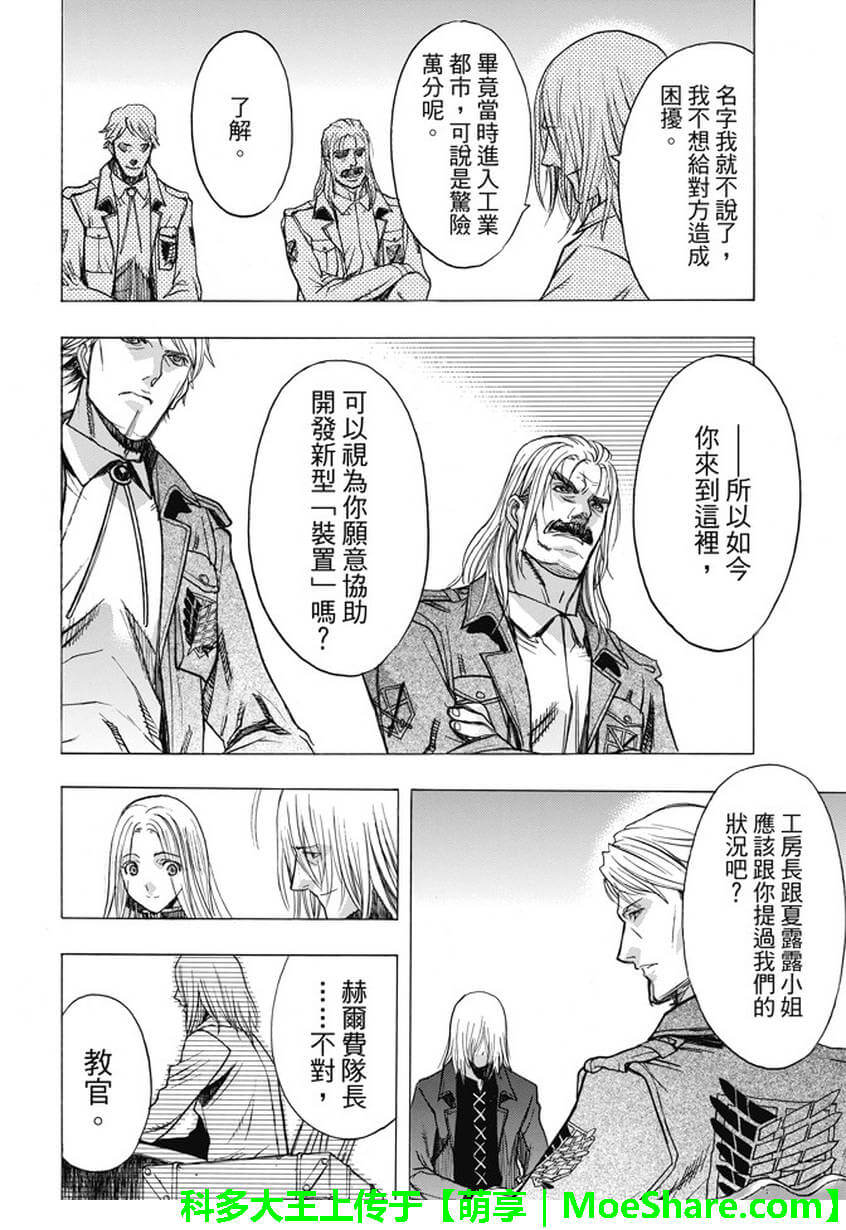 名字我就不說了，
我不想給對方造成
困擾。
畢竟當時進入工業
都市，可說是驚險
萬分呢。
了解。
——所以如今
你來到這裡，
可以視為你願意協助
開發新型「裝置」嗎？
工房長跟夏露露小姐
應該跟你提過我們的
狀況吧？
赫爾費隊長
……不對，
教官。
科多大王上传于【萌享｜MoeShare.com】